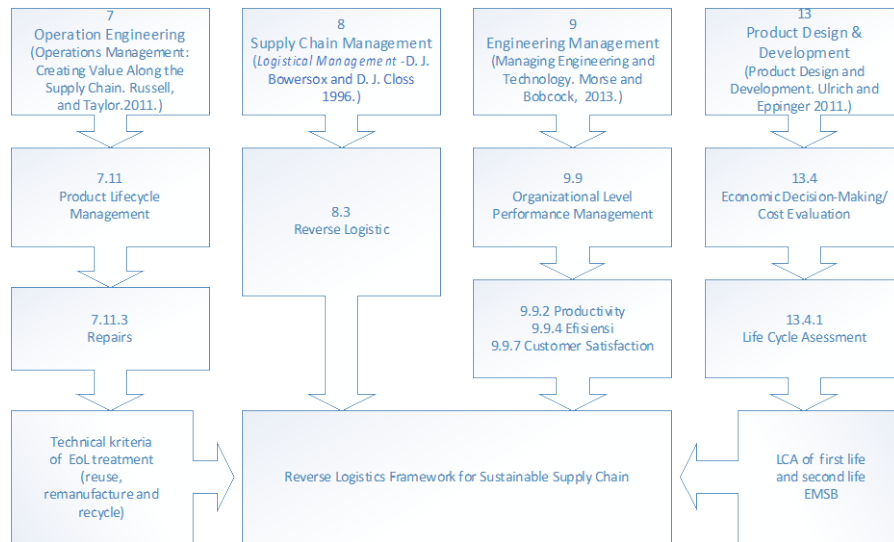 7
Operation Engineering
(Operations Management:
Creating Value Along the
Supply Chain. Russell,
and Taylor.2011.)
8
Supply Chain Management
(Logistical Management -D. J.
Bowersox and D. J. Closs
1996.)
9
Engineering Management
(Managing Engineering and
Technology. Morse and
Bobcock, 2013.)
13
Product Design &
Development
(Product Design and
Development. Ulrich and
Eppinger 2011.)
7.11
Product Lifecycle
Management
8.3
Reverse Logistic
9.9
Organizational Level
Performance Management
13.4
Economic Decision-Making/
Cost Evaluation
7.11.3
Repairs
9.9.2 Productivity
9.9.4 Efisiensi
9.9.7 Customer Satisfaction
13.4.1
Life Cycle Asessment
Technical kriteria
of EoL treatment
(reuse,
remanufacture and
recycle)
Reverse Logistics Framework for Sustainable Supply Chain
LCA of first life
and second life
EMSB